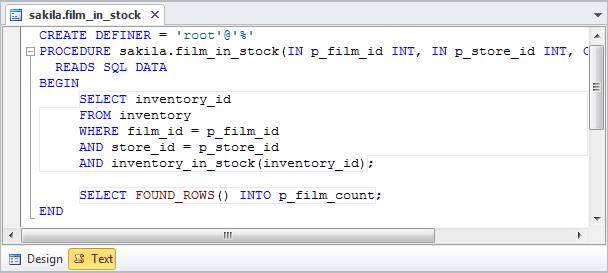 sakila.film_in_stock
CREATE DEFINER = 'root'@'%'
PROCEDURE sakila.film_in_stock(IN p_film_id INT, IN p_store_id INT,
READS SQL DATA
BEGIN
SELECT inventory_id
FROM inventory
WHERE film_id = p_film_id
AND store_id = p_store_id
AND inventory_in_stock(inventory_id);
SELECT FOUND_ROWS() INTO p_film_count;
END
Design Text